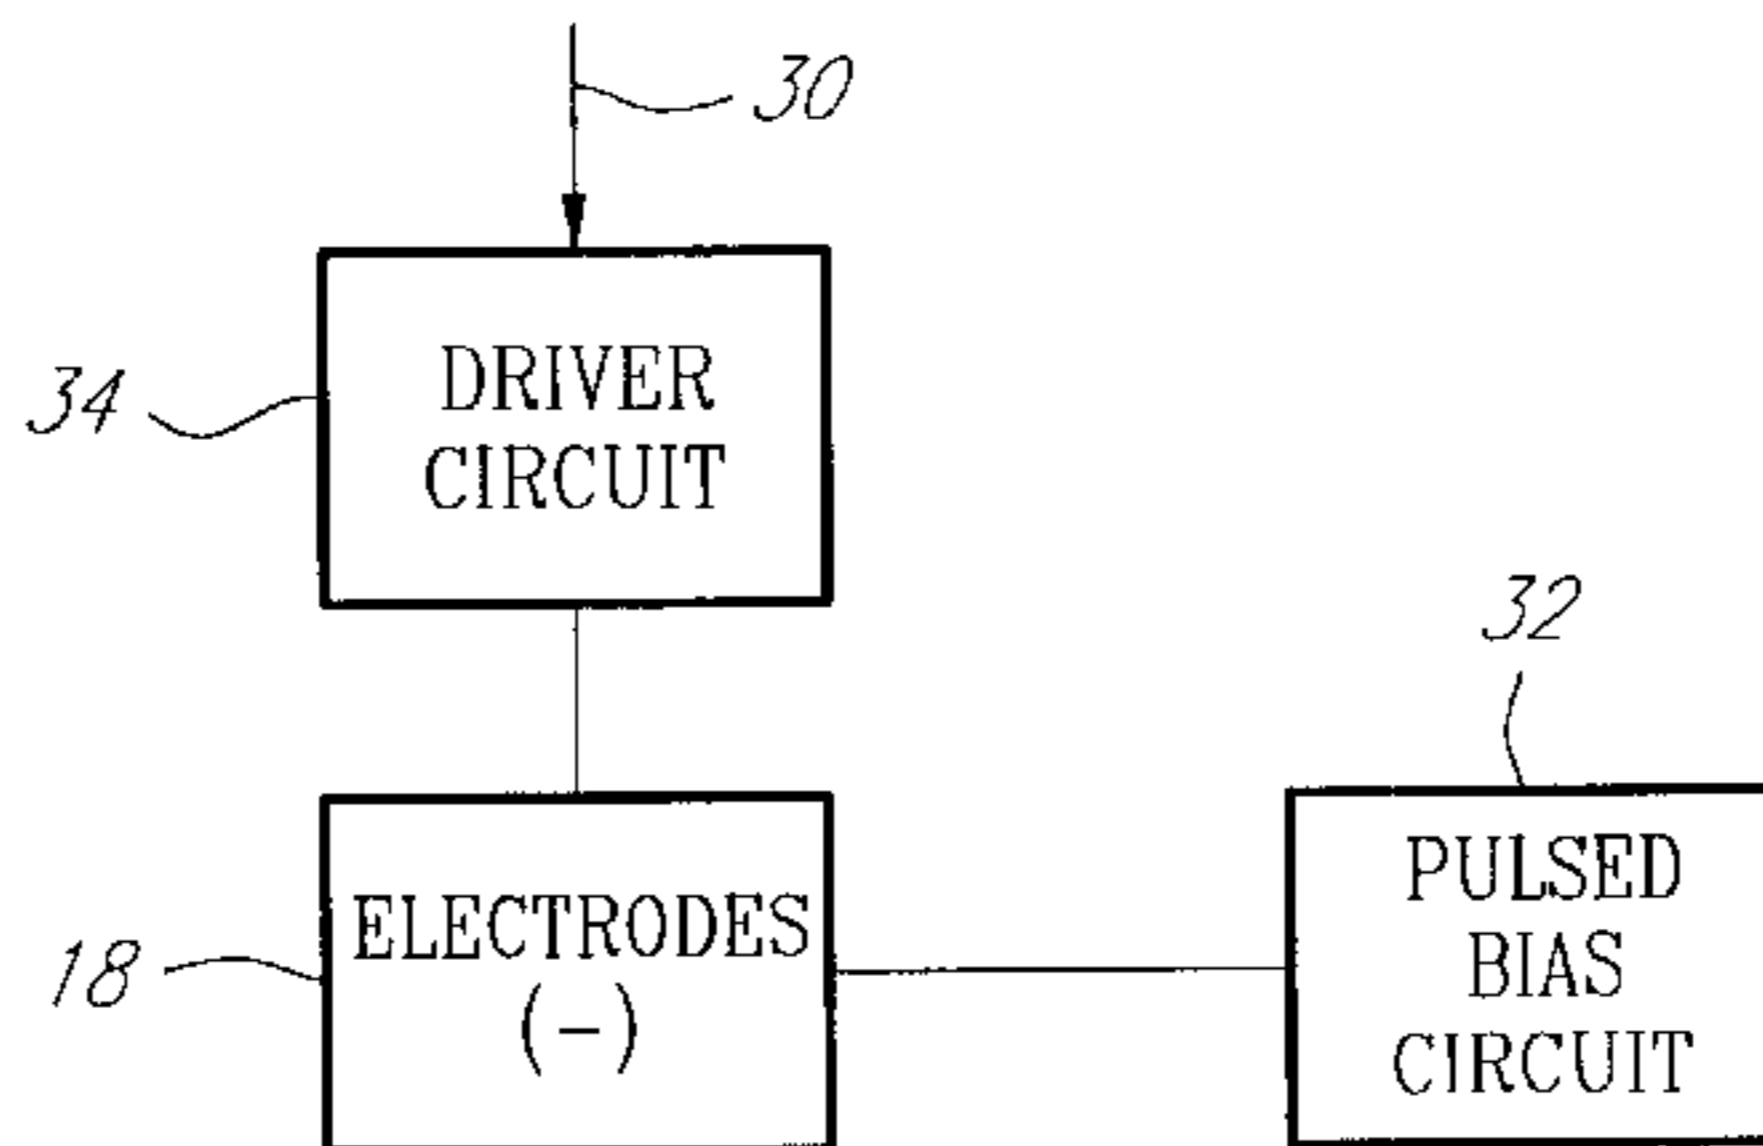 30
DRIVER
CIRCUIT
34
32
ELECTRODES
(-)
18
PULSED
BIAS
CIRCUIT